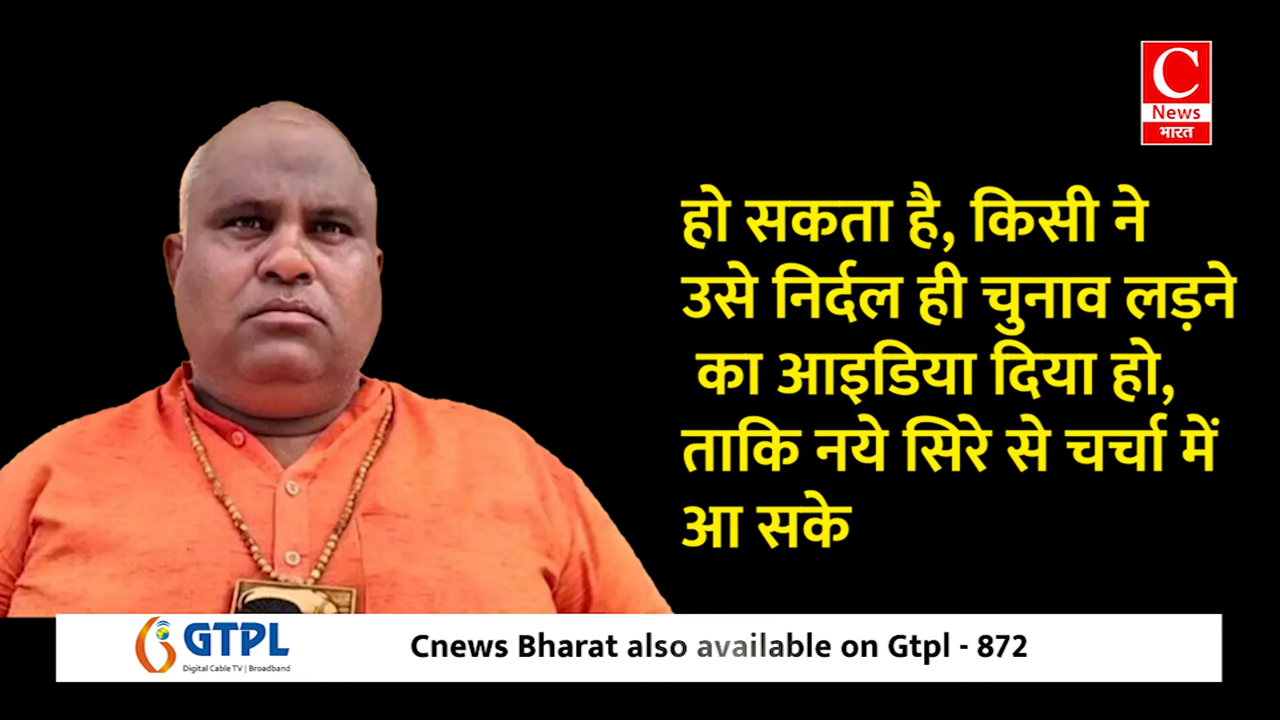 C
News
भारत
हो सकता है, किसी ने
उसे निर्दल ही चुनाव लड़ने
का आइडिया दिया हो,
ताकि नये सिरे से चर्चा में
आ सके
GTPL
Digital Cable TV | Broadband
Cnews Bharat also available on Gtpl - 872